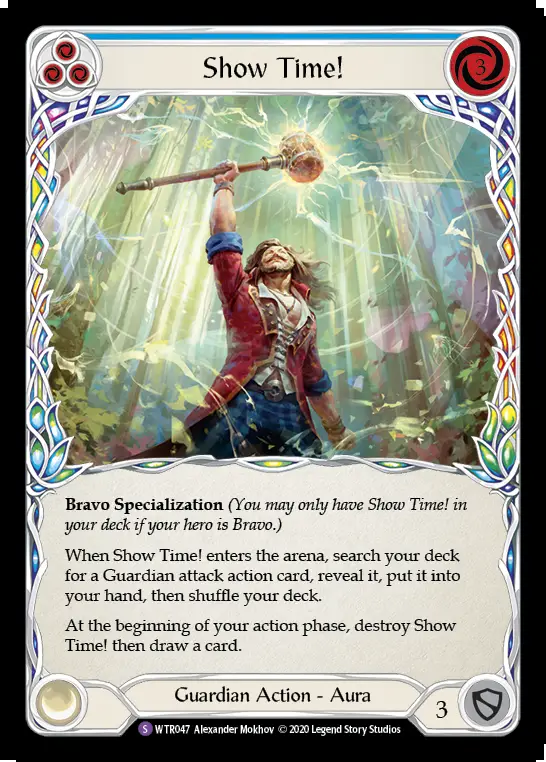 3
Show Time!
Bravo Specialization (You may only have Show Time! in
your deck if your hero is Bravo.)
When Show Time! enters the arena, search your deck
for a Guardian attack action card, reveal it, put it into
your hand, then shuffle your deck.
At the beginning of your action phase, destroy Show
Time! then draw a card.
Guardian Action - Aura
3
S WTR047 Alexander Mokhov © 2020 Legend Story Studios